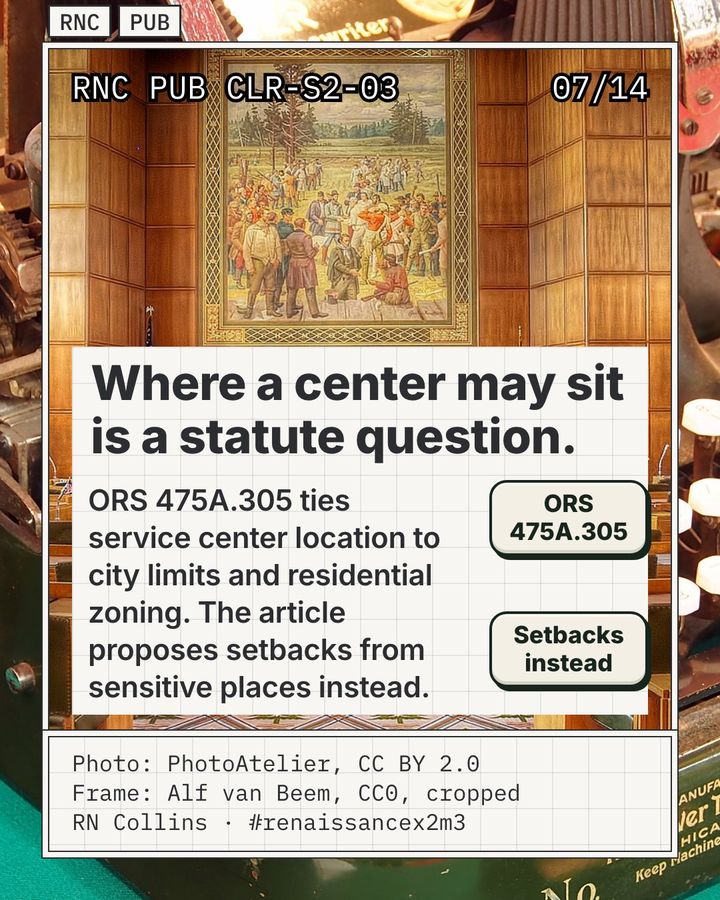 RNC PUB
RNC PUB CLR-S2-03
07/14
Where a center may sit
is a statute question.
ORS 475A.305 ties
service center location to
city limits and residential
zoning. The article
proposes setbacks from
sensitive places instead.
ORS
475A.305
Setbacks
instead
Photo: PhotoAtelier, CC BY 2.0
Frame: Alf van Beem, CC0, cropped
RN Collins · #renaissancex2m3
Keep Machine
No.